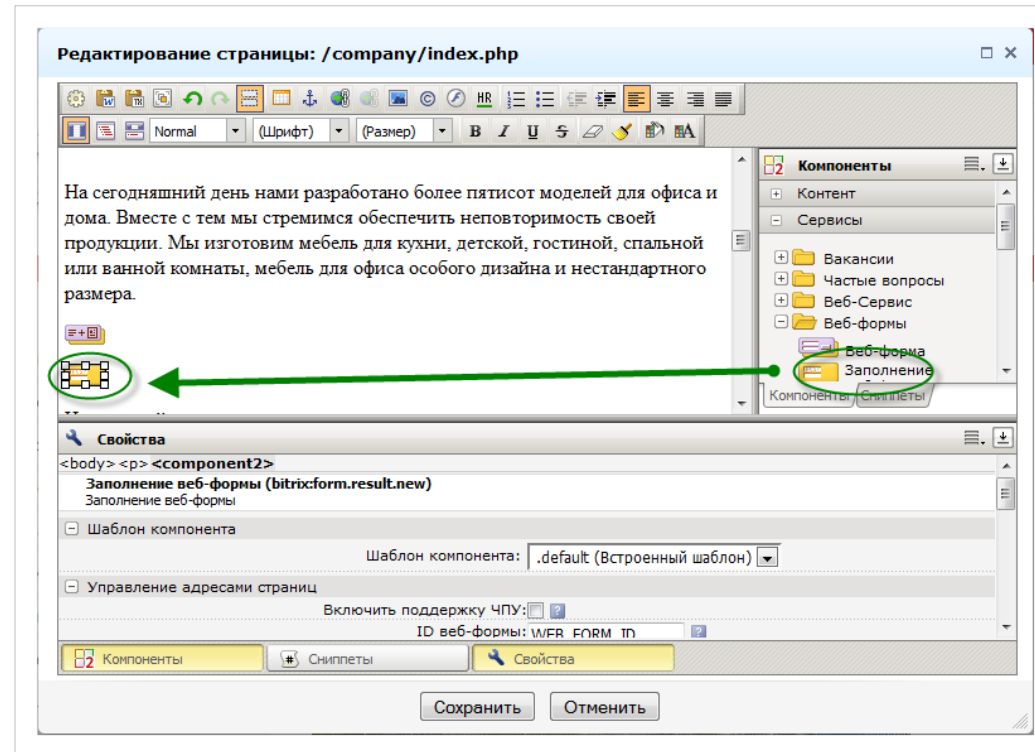 Редактирование страницы: /company/index.php
HR
Normal (Шрифт) (Размер) B I U S
На сегодняшний день нами разработано более пятисот моделей для офиса и
дома. Вместе с тем мы стремимся обеспечить неповторимость своей
продукции. Мы изготовим мебель для кухни, детской, гостиной, спальной
или ванной комнаты, мебель для офиса особого дизайна и нестандартного
размера.
Компоненты
Контент
Сервисы
Вакансии
Частые вопросы
Веб-Сервис
Веб-формы
Веб-форма
Заполнение
Компоненты Сниппеты
Свойства
<body> <p> <component2>
Заполнение веб-формы (bitrix:form.result.new)
Заполнение веб-формы
Шаблон компонента
Шаблон компонента: .default (Встроенный шаблон)
Управление адресами страниц
Включить поддержку ЧПУ:
ID веб-формы: WEB_FORM_ID
Компоненты Сниппеты Свойства
Сохранить Отменить